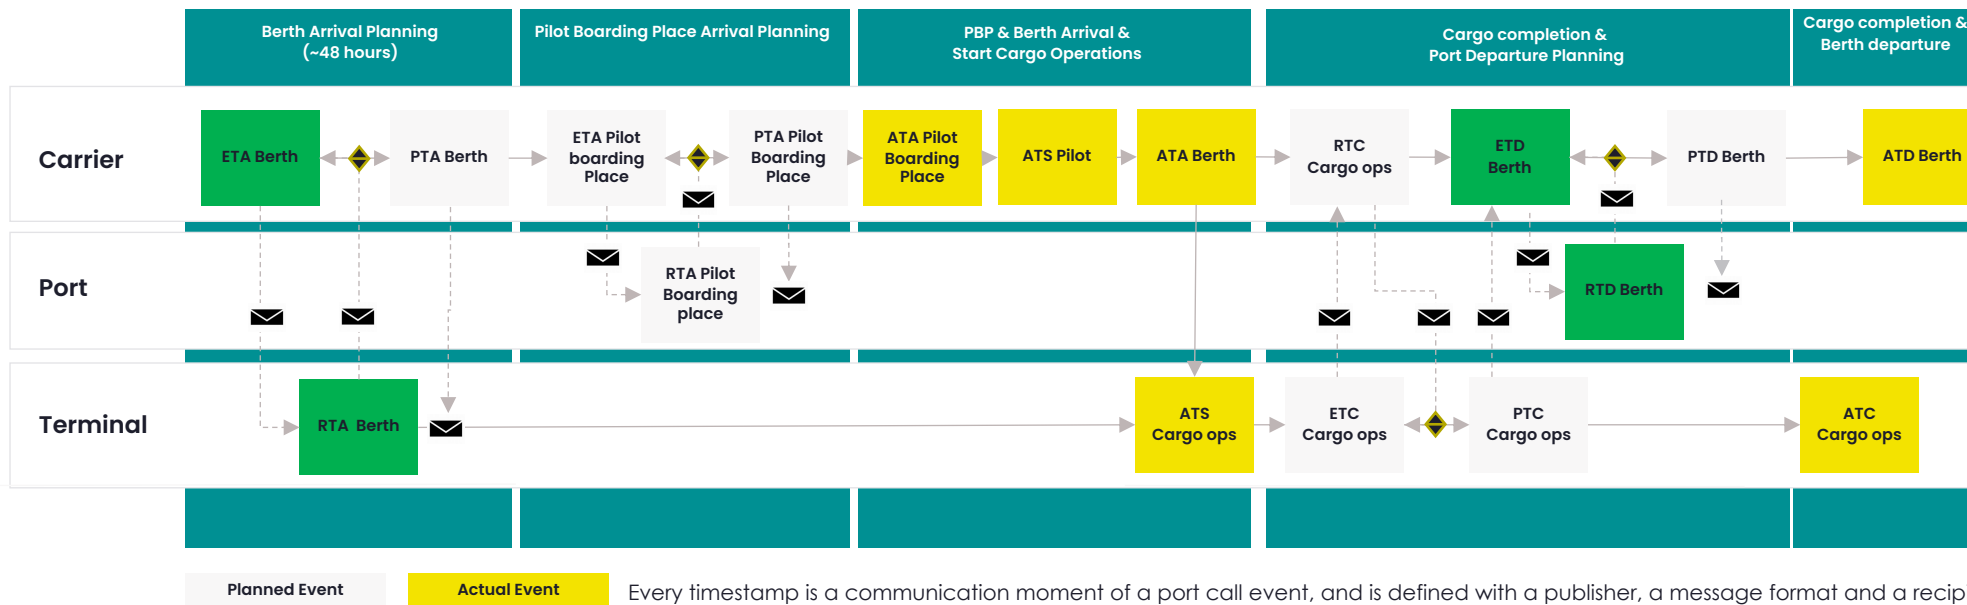 Berth Arrival Planning
(~48 hours)
Pilot Boarding Place Arrival Planning
PBP & Berth Arrival &
Start Cargo Operations
Cargo completion &
Port Departure Planning
Cargo completion &
Berth departure
Carrier
ETA Berth
PTA Berth
ETA Pilot
boarding
Place
PTA Pilot
Boarding
Place
ATA Pilot
Boarding
Place
ATS Pilot
ATA Berth
RTC
Cargo ops
ETD
Berth
PTD Berth
ATD Berth
Port
RTA Pilot
Boarding
place
RTD Berth
Terminal
RTA Berth
ATS
Cargo ops
ETC
Cargo ops
PTC
Cargo ops
ATC
Cargo ops
Planned Event
Actual Event
Every timestamp is a communication moment of a port call event, and is defined with a publisher, a message format and a recip